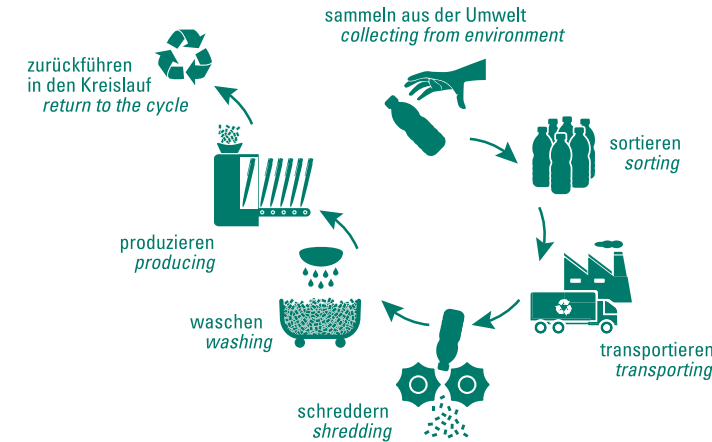 sammeln aus der Umwelt
collecting from environment
sortieren
sorting
transportieren
transporting
schreddern
shredding
waschen
washing
produzieren
producing
zurückführen
in den Kreislauf
return to the cycle